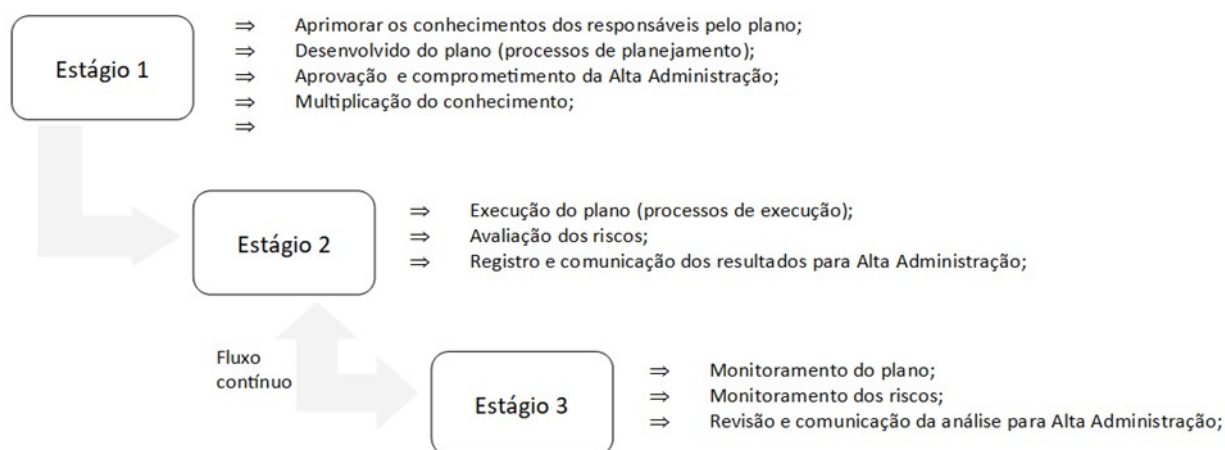 Estágio 1
⇒ Aprimorar os conhecimentos dos responsáveis pelo plano;
⇒ Desenvolvido do plano (processos de planejamento);
⇒ Aprovação e comprometimento da Alta Administração;
⇒ Multiplicação do conhecimento;
⇒
Estágio 2
⇒ Execução do plano (processos de execução);
⇒ Avaliação dos riscos;
⇒ Registro e comunicação dos resultados para Alta Administração;
Fluxo
contínuo
Estágio 3
⇒ Monitoramento do plano;
⇒ Monitoramento dos riscos;
⇒ Revisão e comunicação da análise para Alta Administração;